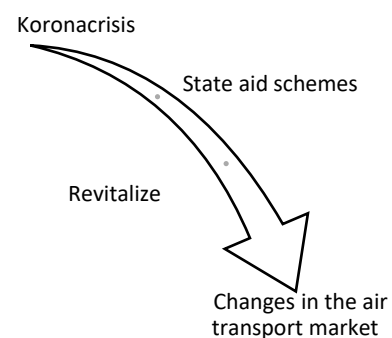 Koronacrisis
State aid schemes
Revitalize
Changes in the air
transport market